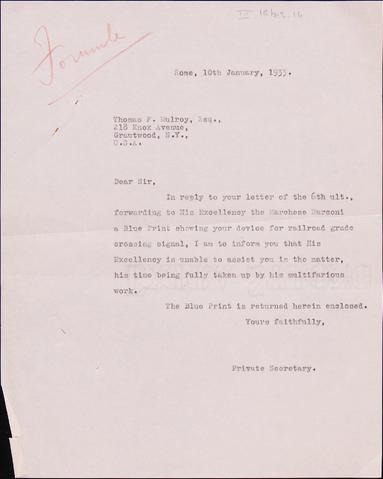 Formule
Rome, 10th January, 1933.
Thomas F. Mulroy, Esq.,
218 Knox Avenue,
Grantwood, N.Y.,
U.S.A.
Dear Sir,
In reply to your letter of the 6th ult.,
forwarding to His Excellency the Marchese Marconi
a Blue Print showing your device for railroad grade
crossing signal, I am to inform you that His
Excellency is unable to assist you in the matter,
his time being fully taken up by his multifarious
work.
The Blue Print is returned herein enclosed.
Yours faithfully,
Private Secretary.